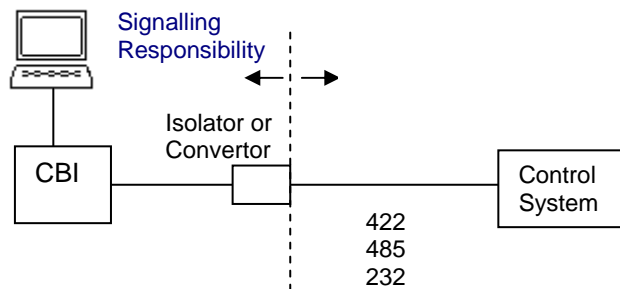 Signalling
Responsibility
Isolator or
Convertor
CBI
Control
System
422
485
232